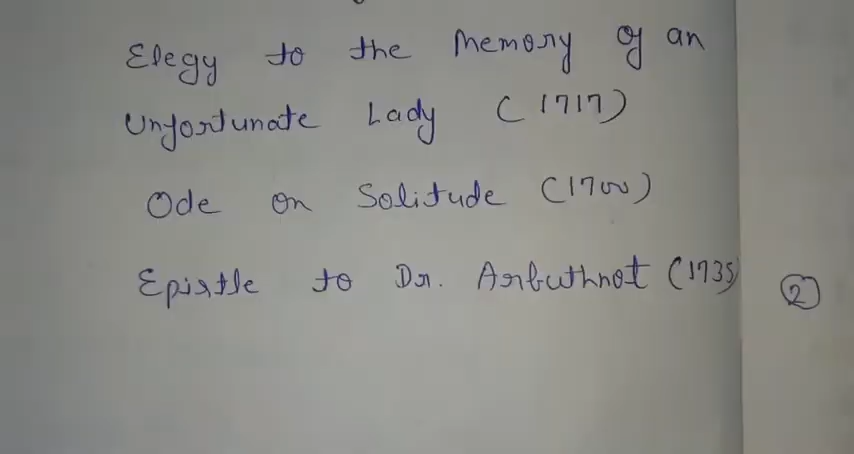 Elegy to the Memory of an
Unfortunate Lady (1717)
Ode on Solitude (1700)
Epistle to Dr. Arbuthnot (1735)
2